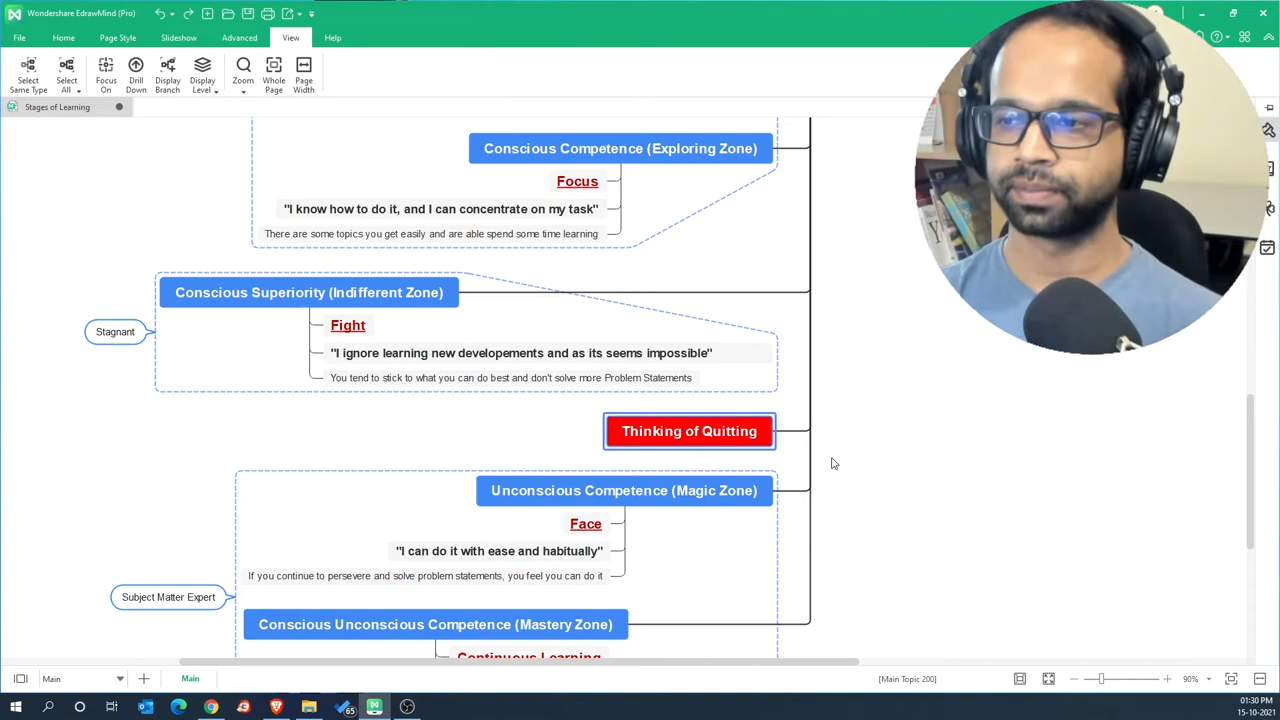 Wondershare EdrawMind (Pro)
File Home Page Style Slideshow Advanced View Help
Select Same Type
Select All
Focus On
Drill Down
Display Branch
Display Level
Zoom
Whole Page
Page Width
Stages of Learning
Conscious Competence (Exploring Zone)
Focus
"I know how to do it, and I can concentrate on my task"
There are some topics you get easily and are able spend some time learning
Conscious Superiority (Indifferent Zone)
Stagnant
Fight
"I ignore learning new developements and as its seems impossible"
You tend to stick to what you can do best and don't solve more Problem Statements
Thinking of Quitting
Unconscious Competence (Magic Zone)
Face
"I can do it with ease and habitually"
If you continue to persevere and solve problem statements, you feel you can do it
Subject Matter Expert
Conscious Unconscious Competence (Mastery Zone)
Continuous Learning
Main
Main
[Main Topic 200]
90%
65
01:30 PM
15-10-2021